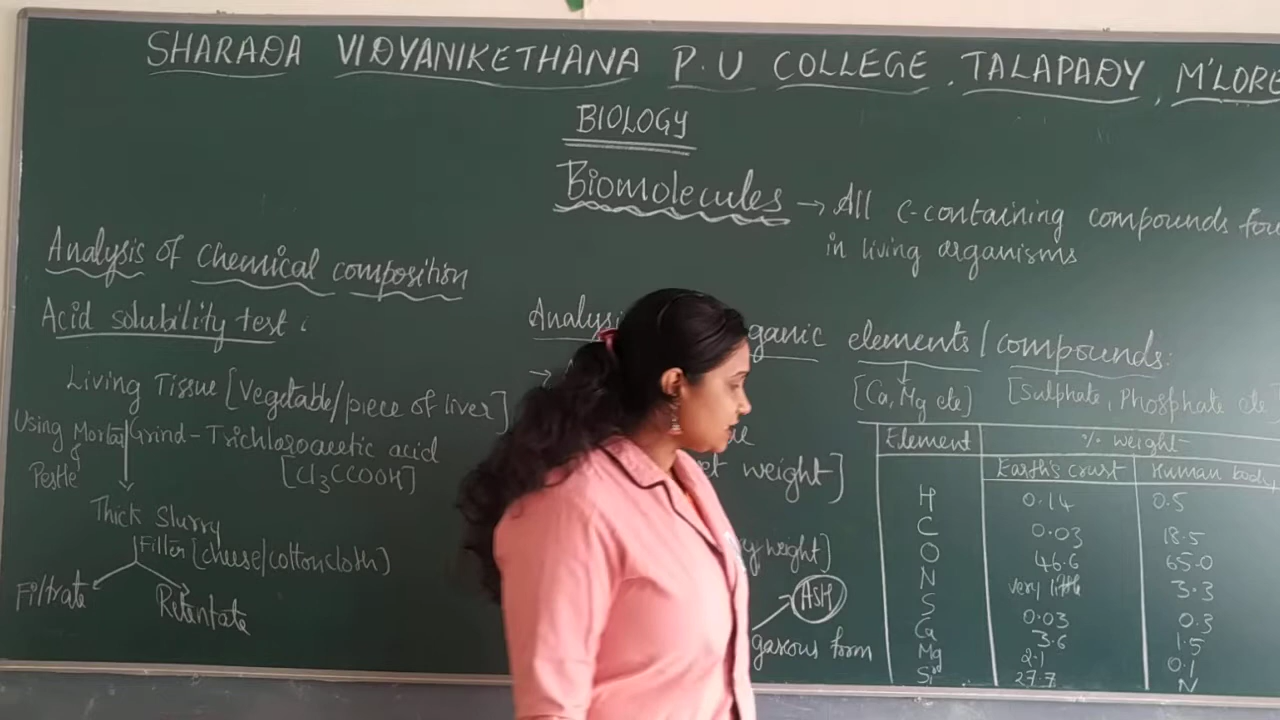 SHARADA VIDYANIKETHANA P.U COLLEGE, TALAPADY, M'LORE
BIOLOGY
Biomolecules → All C-containing compounds fou
in living organisms
Analysis of Chemical composition
Acid solubility test :
Living Tissue [Vegetable/piece of liver]
Using Mortar & Pestle
Grind - Trichloroacetic acid
[Cl3CCOOH]
Thick Slurry
Filter [cheese/cottoncloth)
Filtrate
Retentate
Analysi ganic elements/compounds:
→
[Ca, Mg etc) [Sulphate, Phosphate etc]
weight]
weight]
ASH
gaseous form
Element % weight
Earth's crust Human body
H 0.14 0.5
C 0.03 18.5
O 46.6 65.0
N very little 3.3
S 0.03 0.3
Ca 3.6 1.5
Mg 2.1 0.1
Si 27.7 N